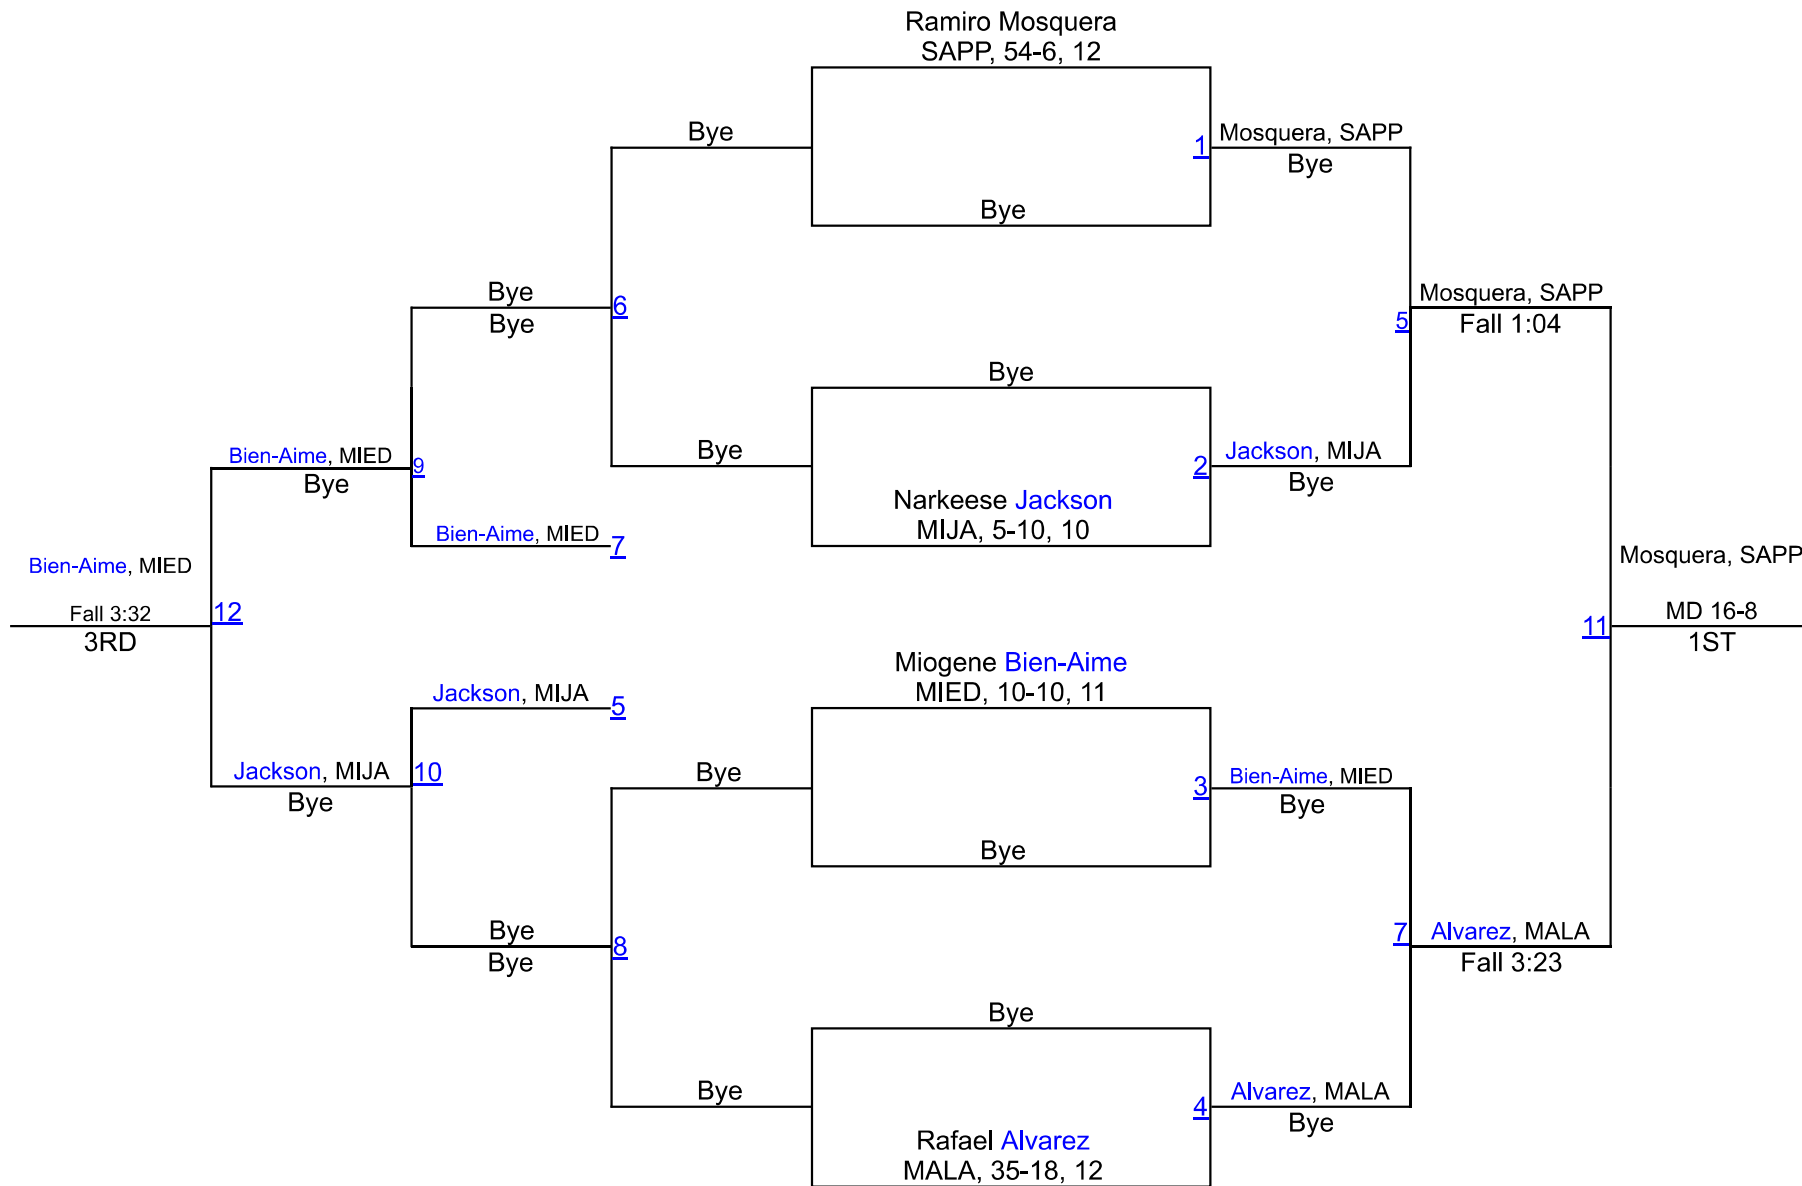 Ramiro Mosquera
SAPP, 54-6, 12
Bye
1
Mosquera, SAPP
Bye
Bye
Bye
Bye
6
5
Mosquera, SAPP
Fall 1:04
Bye
Bye
2
Jackson, MIJA
Bye
Narkeese Jackson
MIJA, 5-10, 10
Bien-Aime, MIED
Bye
9
Bien-Aime, MIED
7
Bien-Aime, MIED
Fall 3:32
3RD
12
Mosquera, SAPP
MD 16-8
1ST
11
Miogene Bien-Aime
MIED, 10-10, 11
Jackson, MIJA
5
Jackson, MIJA
Bye
10
Bye
3
Bien-Aime, MIED
Bye
Bye
Bye
Bye
8
7
Alvarez, MALA
Fall 3:23
Bye
Bye
4
Alvarez, MALA
Bye
Rafael Alvarez
MALA, 35-18, 12